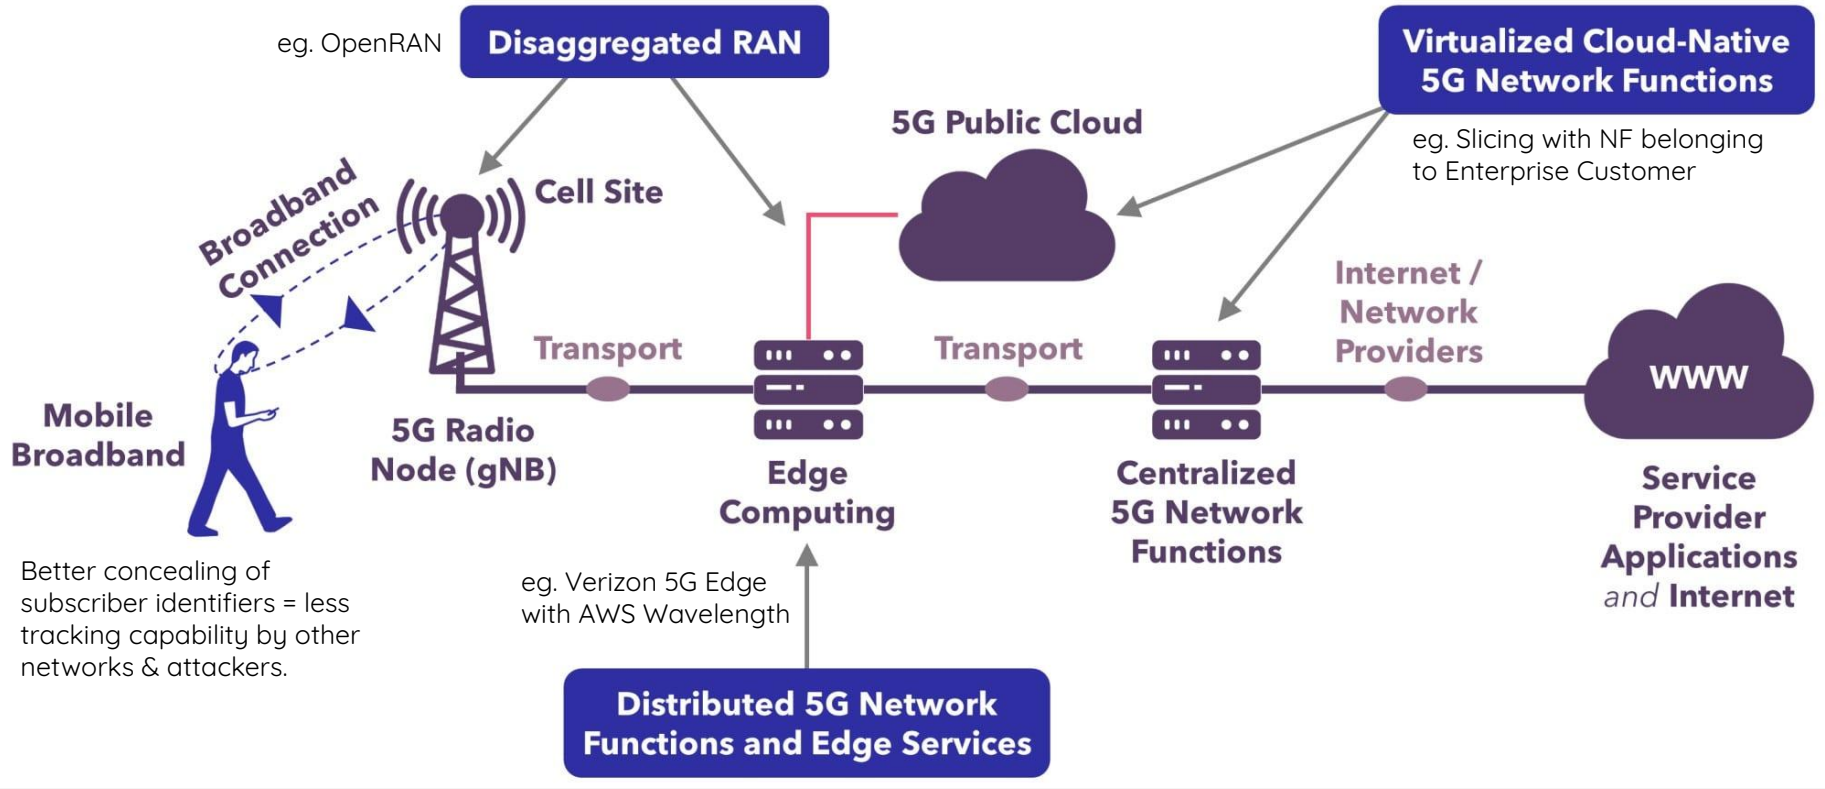 eg. OpenRAN
Disaggregated RAN
Virtualized Cloud-Native
5G Network Functions
5G Public Cloud
eg. Slicing with NF belonging
to Enterprise Customer
Broadband
Connection
Cell Site
Internet /
Network
Providers
Transport
Transport
www
Mobile
Broadband
5G Radio
Node (gNB)
Edge
Computing
Centralized
5G Network
Functions
Service
Provider
Applications
and Internet
Better concealing of
subscriber identifiers = less
tracking capability by other
networks & attackers.
eg. Verizon 5G Edge
with AWS Wavelength
Distributed 5G Network
Functions and Edge Services